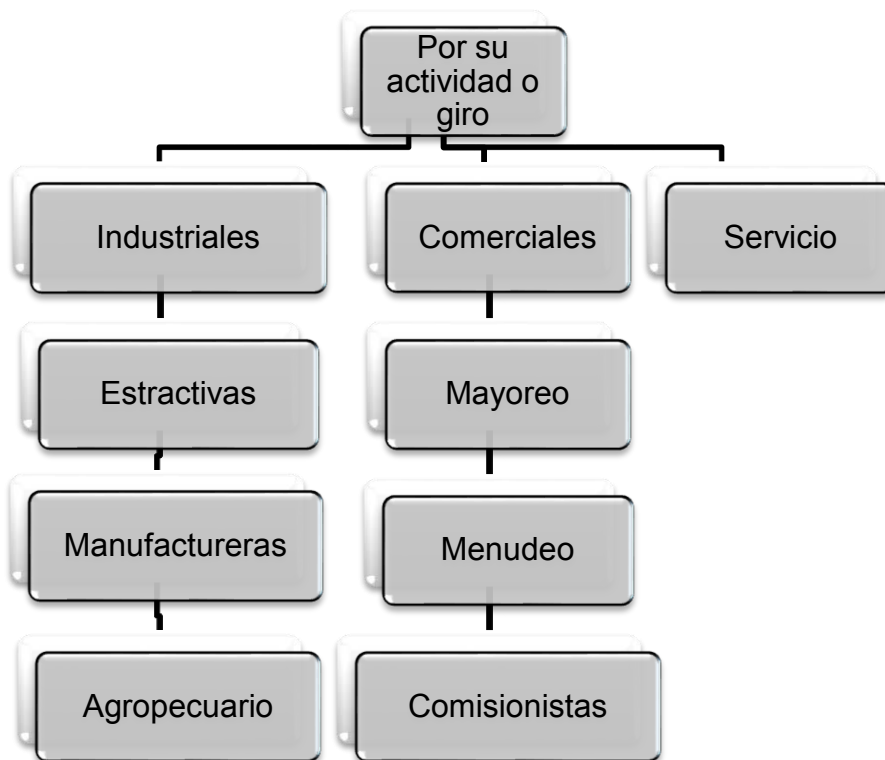 Por su
actividad o
giro
Industriales
Comerciales
Servicio
Estractivas
Mayoreo
Manufactureras
Menudeo
Agropecuario
Comisionistas